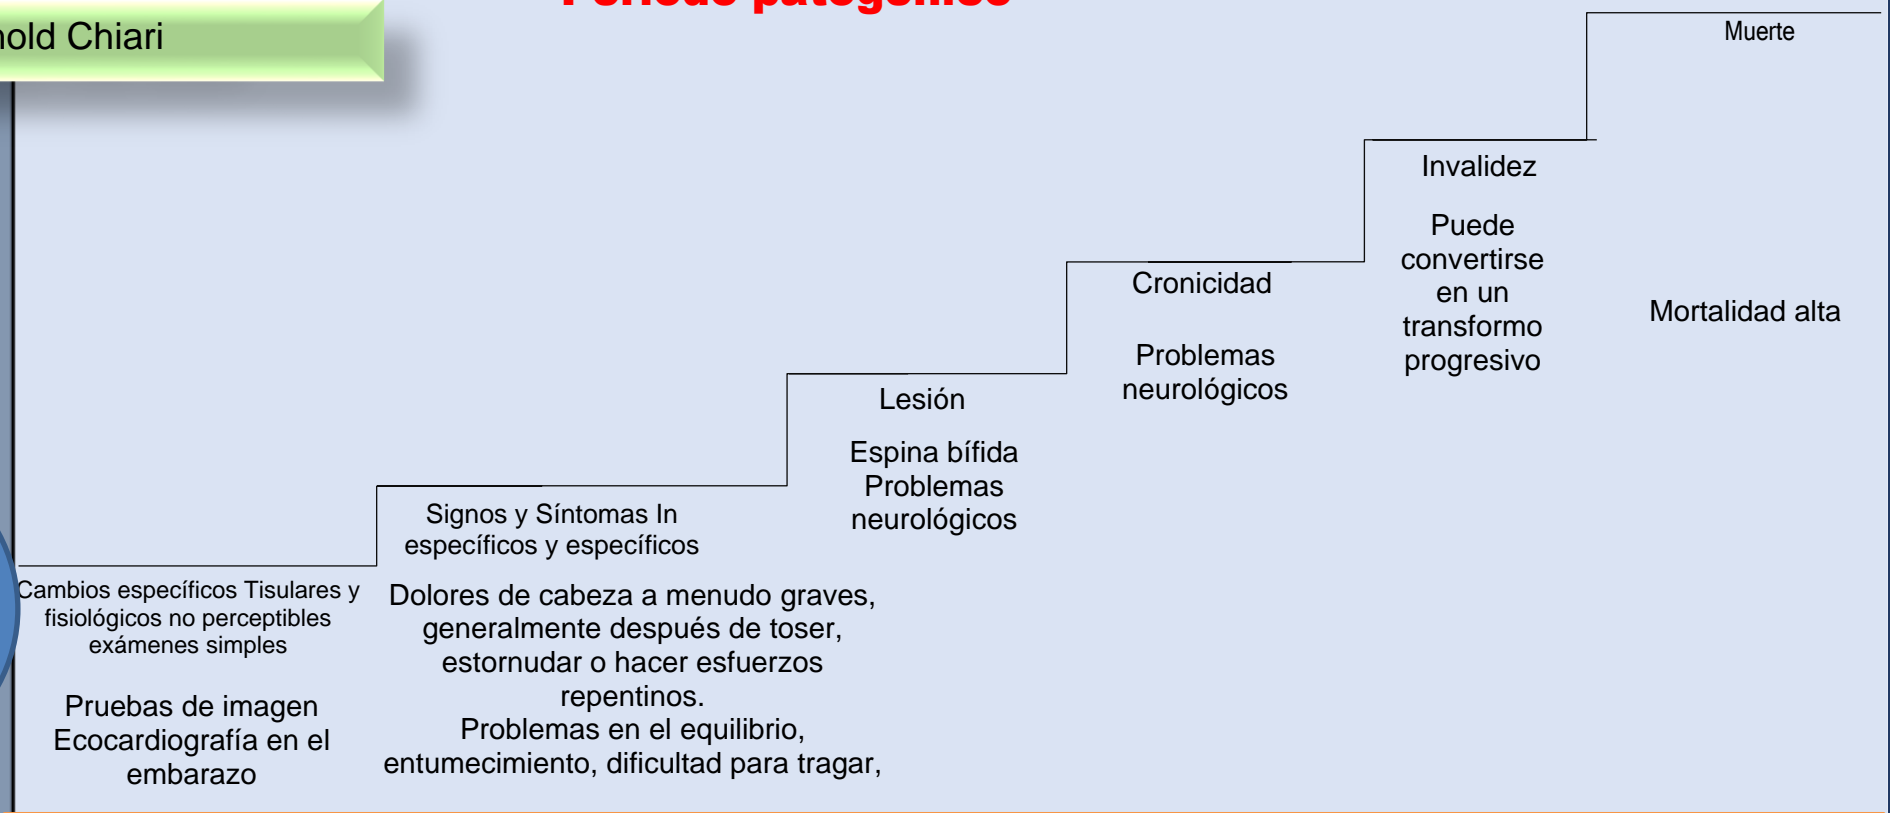 Periodo patogénico
nold Chiari
Muerte
Mortalidad alta
Invalidez
Puede
convertirse
en un
transformo
progresivo
Cronicidad
Problemas
neurológicos
Lesión
Espina bífida
Problemas
neurológicos
Signos y Síntomas In
específicos y específicos
Dolores de cabeza a menudo graves,
generalmente después de toser,
estornudar o hacer esfuerzos
repentinos.
Problemas en el equilibrio,
entumecimiento, dificultad para tragar,
Cambios específicos Tisulares y
fisiológicos no perceptibles
exámenes simples
Pruebas de imagen
Ecocardiografía en el
embarazo